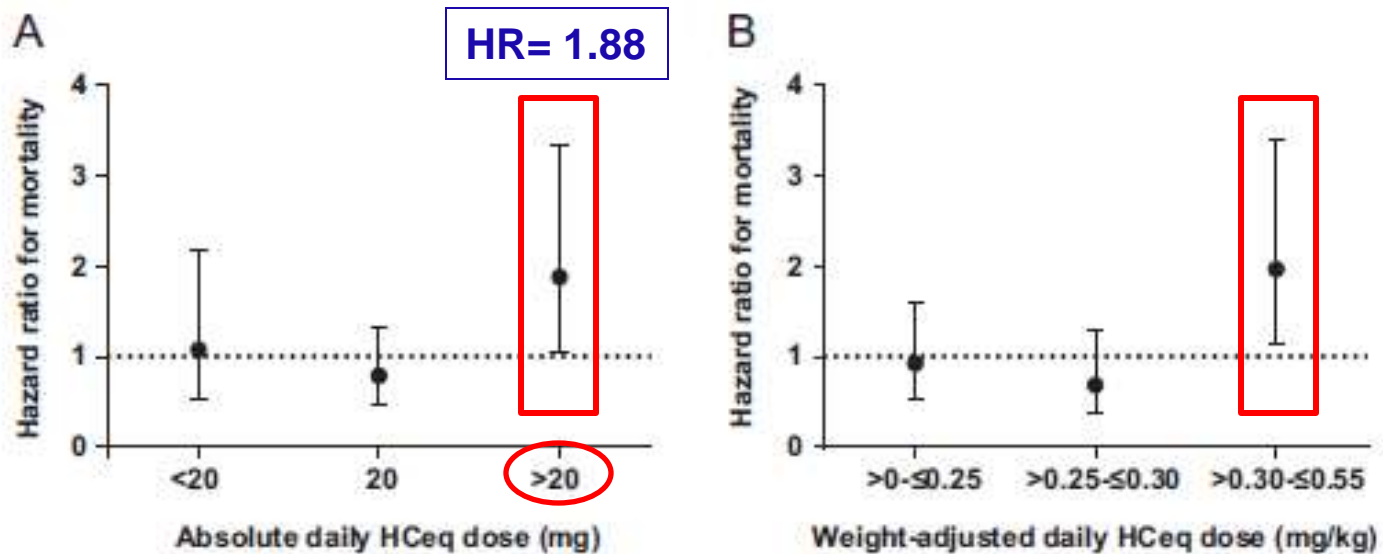 A
HR= 1.88
Hazard ratio for mortality
4
3
2
1
0
<20 20 >20
Absolute daily HCeq dose (mg)
B
Hazard ratio for mortality
4
3
2
1
0
>0-≤0.25 >0.25-≤0.30 >0.30-≤0.55
Weight-adjusted daily HCeq dose (mg/kg)